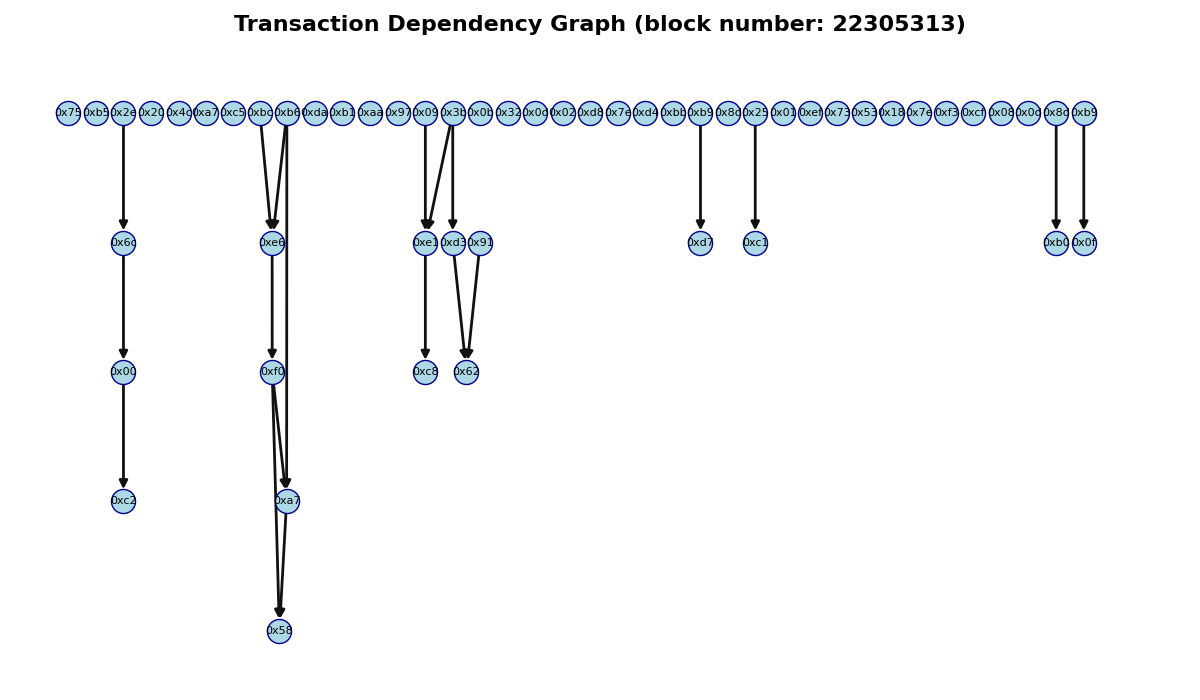 Transaction Dependency Graph (block number: 22305313)
0x75 0xb5 0x2e 0x20 0x4c 0xa7 0xc5 0xbc 0xb6 0xda 0xb1 0xaa 0x97 0x09 0x3b 0x0b 0x32 0x0d 0x02 0xd8 0x7e 0xd4 0xbb 0xb9 0x8d 0x25 0x01 0xef 0x73 0x53 0x18 0x7e 0xf3 0xcf 0x08 0x0d 0x8d 0xb9
0x6c 0xe6 0xe1 0xd3 0x91 0xd7 0xc1 0xb0 0x0f
0x00 0xf0 0xc8 0x62
0xc2 0xa7
0x58